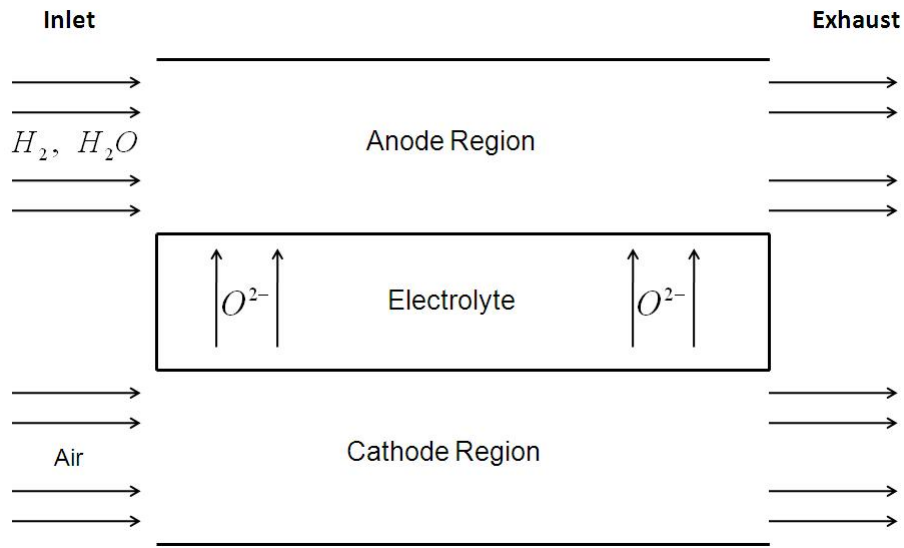 Inlet
Exhaust
H₂, H₂O
Anode Region
O²⁻
Electrolyte
O²⁻
Cathode Region
Air